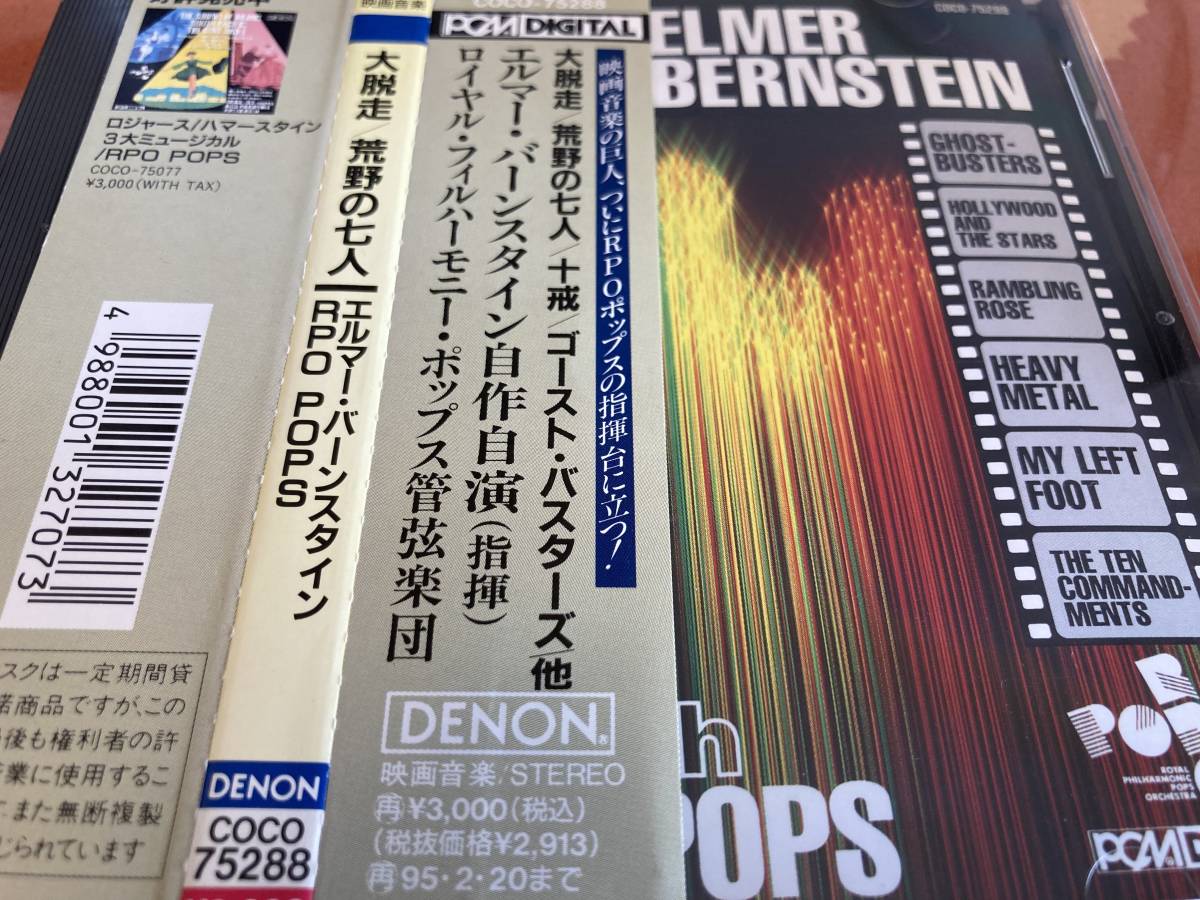 ロジャース/ハマースタイン
3大ミュージカル
/RPO POPS
COCO-75077
¥3,000(WITH TAX)
4 988001 327073
スクは一定期間貸
諾商品ですが、この
後も権利者の許
業に使用するこ
また無断複製
じられています
映画音楽
大脱走/荒野の七人
エルマー・バーンスタイン
RPO POPS
DENON
COCO
75288
COCO-75288
PCM DIGITAL
映画音楽の巨人、ついにRPOポップスの指揮台に立つ!
大脱走/荒野の七人/十戒/ゴースト・バスターズ/他
エルマー・バーンスタイン自作自演(指揮)
ロイヤル・フィルハーモニー・ポップス管弦楽団
DENON®
映画音楽/STEREO
再¥3,000(税込)
(税抜価格¥2,913)
再95・2・20まで
COCO-75288
ELMER
BERNSTEIN
GHOST-
BUSTERS
HOLLYWOOD
AND
THE STARS
RAMBLING
ROSE
HEAVY
METAL
MY LEFT
FOOT
THE TEN
COMMAND-
MENTS
h
POPS
ROYAL
PHILHARMONIC
POPS
ORCHESTRA
PCM